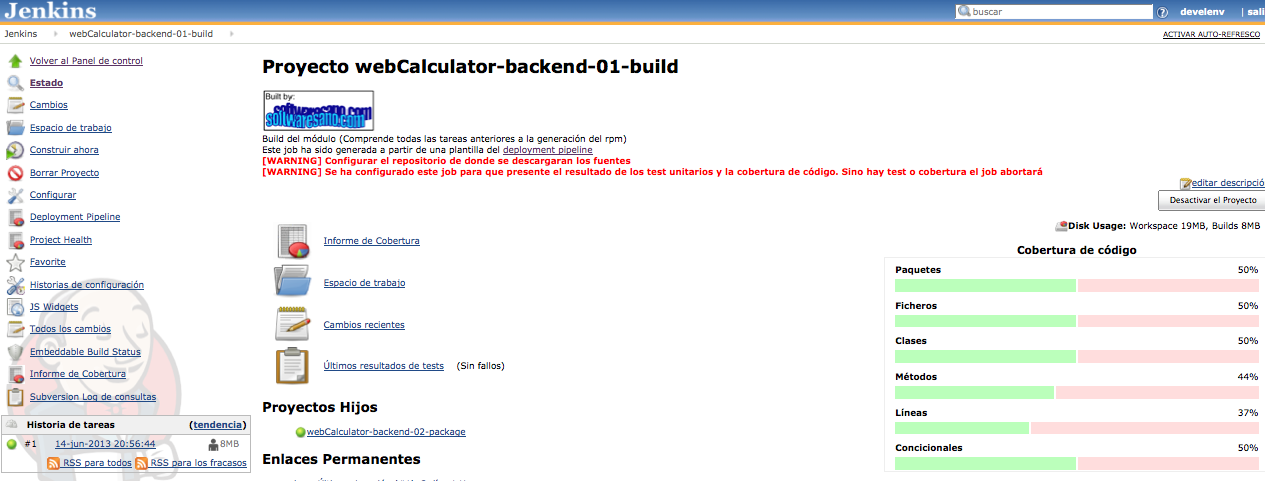 Jenkins
buscar
develenv
| sali
Jenkins
webCalculator-backend-01-build
ACTIVAR AUTO-REFRESCO
Volver al Panel de control
Estado
Cambios
Espacio de trabajo
Construir ahora
Borrar Proyecto
Configurar
Deployment Pipeline
Project Health
Favorite
Historias de configuración
JS Widgets
Todos los cambios
Embeddable Build Status
Informe de Cobertura
Subversion Log de consultas
Historia de tareas (tendencia)
#1 14-jun-2013 20:56:44 8MB
RSS para todos RSS para los fracasos
Proyecto webCalculator-backend-01-build
Built by:
softwaresano.com
softwaresano.com
Build del módulo (Comprende todas las tareas anteriores a la generación del rpm)
Este job ha sido generada a partir de una plantilla del deployment pipeline
[WARNING] Configurar el repositorio de donde se descargaran los fuentes
[WARNING] Se ha configurado este job para que presente el resultado de los test unitarios y la cobertura de código. Sino hay test o cobertura el job abortará
editar descripció
Desactivar el Proyecto
Informe de Cobertura
Espacio de trabajo
Cambios recientes
Últimos resultados de tests (Sin fallos)
Proyectos Hijos
webCalculator-backend-02-package
Enlaces Permanentes
Disk Usage: Workspace 19MB, Builds 8MB
Cobertura de código
Paquetes 50%
Ficheros 50%
Clases 50%
Métodos 44%
Líneas 37%
Concicionales 50%